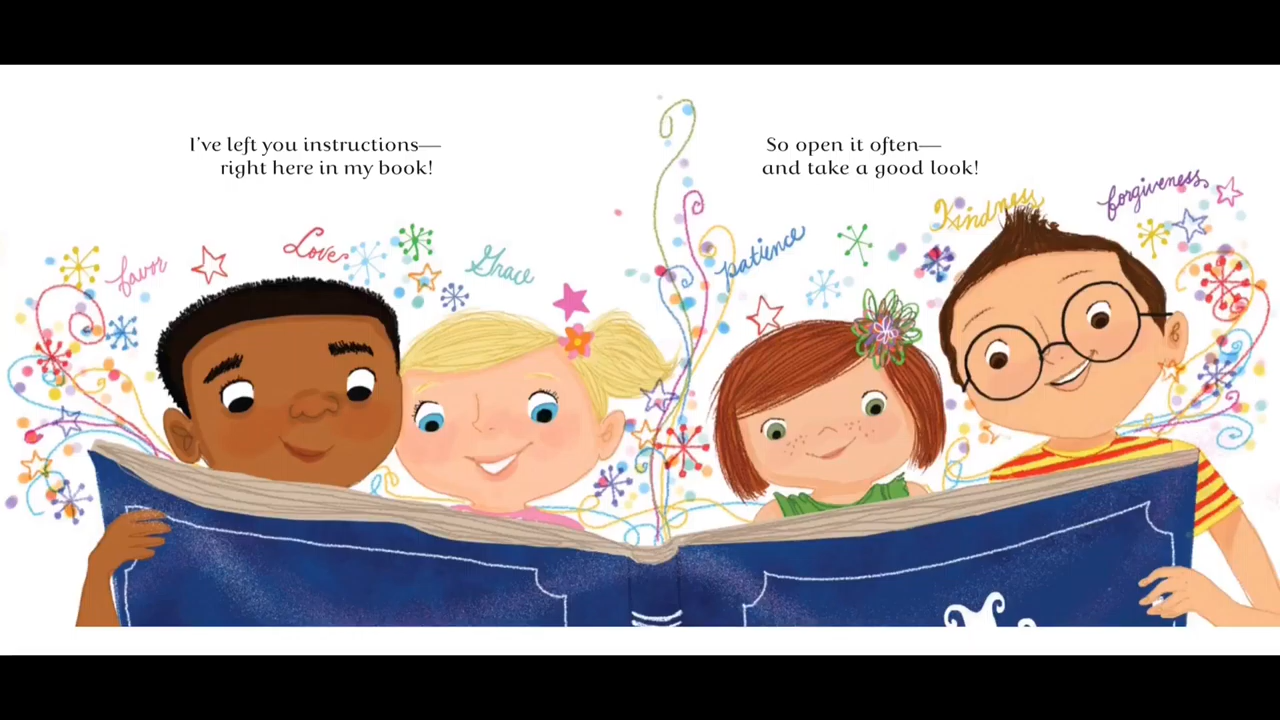 I've left you instructions—
right here in my book!
So open it often—
and take a good look!
favor
Love
Grace
patience
Kindness
forgiveness